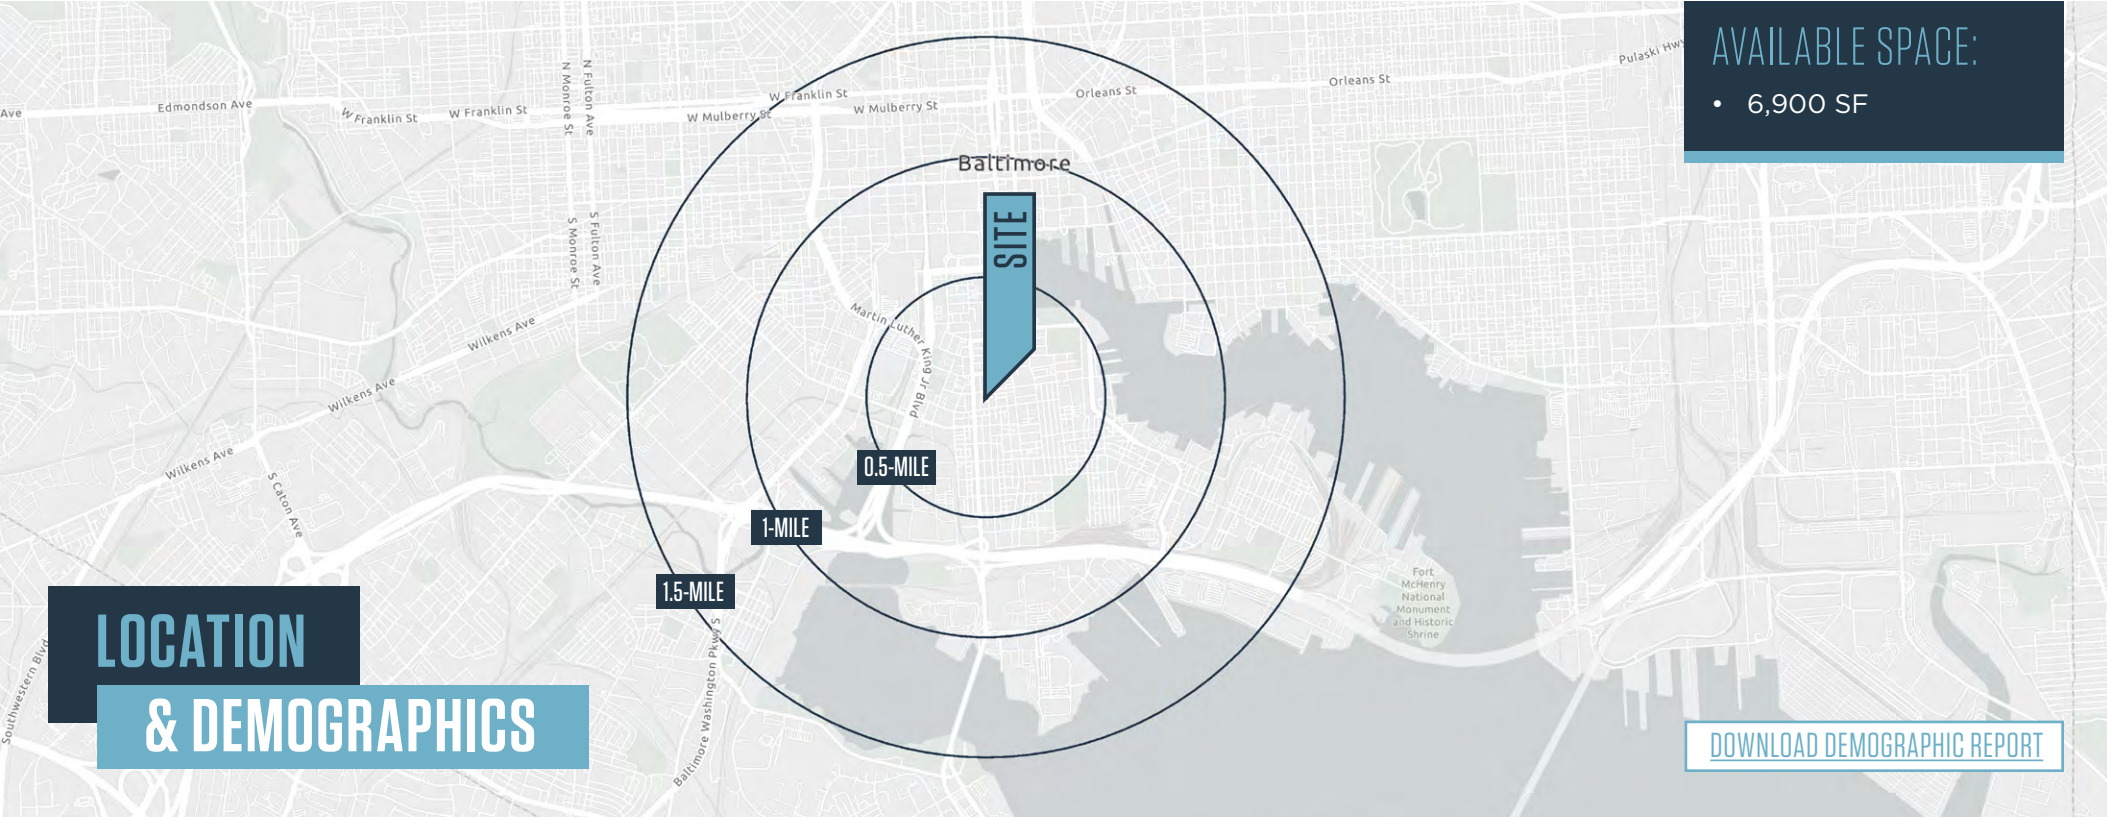 AVAILABLE SPACE:
• 6,900 SF
Pulaski Hwy
Orleans St
Orleans St
W Franklin St
W Mulberry St
W Mulberry St
W Franklin St
W Franklin St
Edmondson Ave
Ave
N Monroe St
N Fulton Ave
Baltimore
SITE
S Monroe St
S Fulton Ave
Martin Luther King Jr Blvd
Wilkens Ave
Wilkens Ave
Wilkens Ave
S Caton Ave
0.5-MILE
1-MILE
1.5-MILE
Fort
McHenry
National
Monument
and Historic
Shrine
Baltimore Washington Pkwy S
Southwestern Blvd
LOCATION
& DEMOGRAPHICS
DOWNLOAD DEMOGRAPHIC REPORT